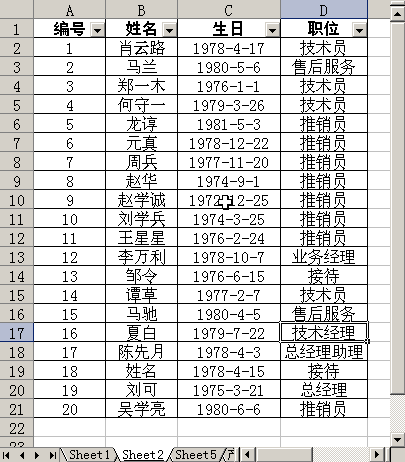 A B C D
1 编号 姓名 生日 职位
2 1 肖云路 1978-4-17 技术员
3 2 马兰 1980-5-6 售后服务
4 3 郑一木 1976-1-1 技术员
5 4 何守一 1979-3-26 技术员
6 5 龙谆 1981-5-3 推销员
7 6 元真 1978-12-22 推销员
8 7 周兵 1977-11-20 推销员
9 8 赵华 1974-9-1 推销员
10 9 赵学诚 1972-12-25 推销员
11 10 刘学兵 1974-3-25 推销员
12 11 王星星 1976-2-24 推销员
13 12 李万利 1978-10-7 业务经理
14 13 邹令 1976-6-15 接待
15 14 谭草 1977-2-7 技术员
16 15 马驰 1980-4-5 售后服务
17 16 夏白 1979-7-22 技术经理
18 17 陈先月 1978-4-3 总经理助理
19 18 姓名 1978-4-15 接待
20 19 刘可 1975-3-21 总经理
21 20 吴学亮 1980-6-6 推销员
22
Sheet1 Sheet2 Sheet5